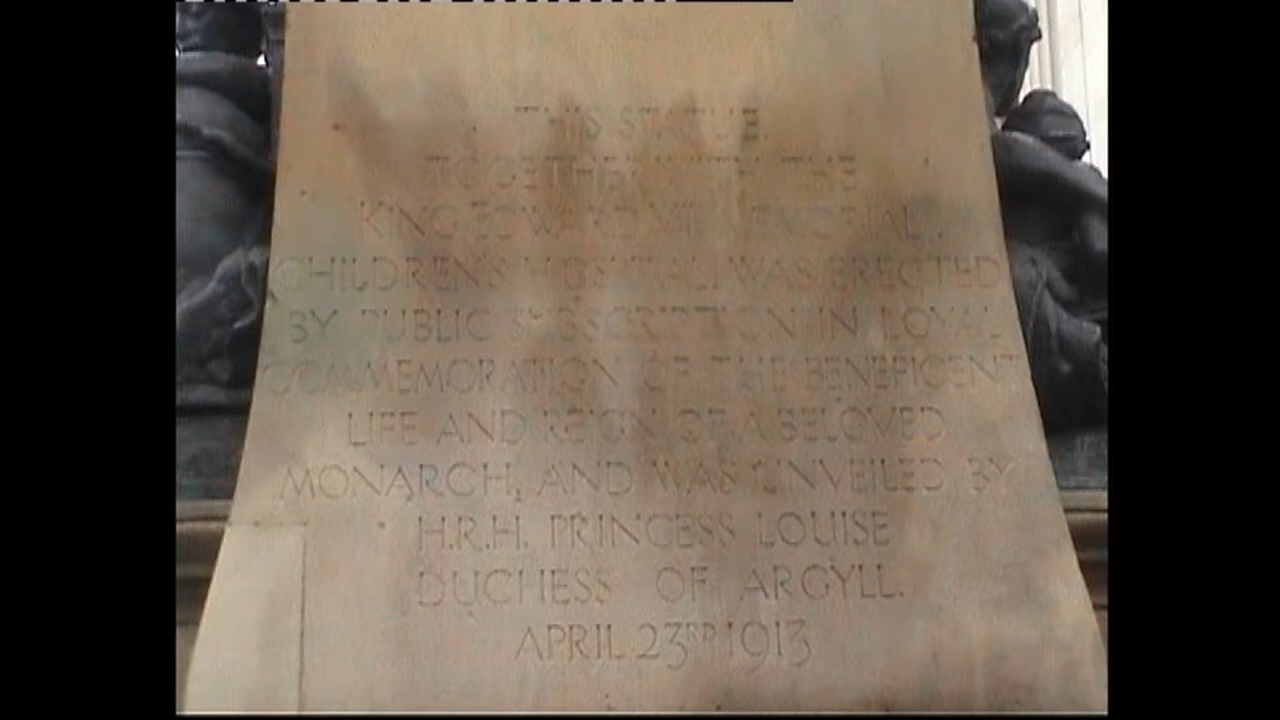 THIS STATUE.
TOGETHER WITH THE
KING EDWARD VII MEMORIAL
CHILDREN'S HOSPITAL, WAS ERECTED
BY PUBLIC SUBSCRIPTION IN LOYAL
COMMEMORATION OF THE BENEFICENT
LIFE AND REIGN OF A BELOVED
MONARCH, AND WAS UNVEILED BY
H.R.H. PRINCESS LOUISE
DUCHESS OF ARGYLL.
APRIL 23RD 1913